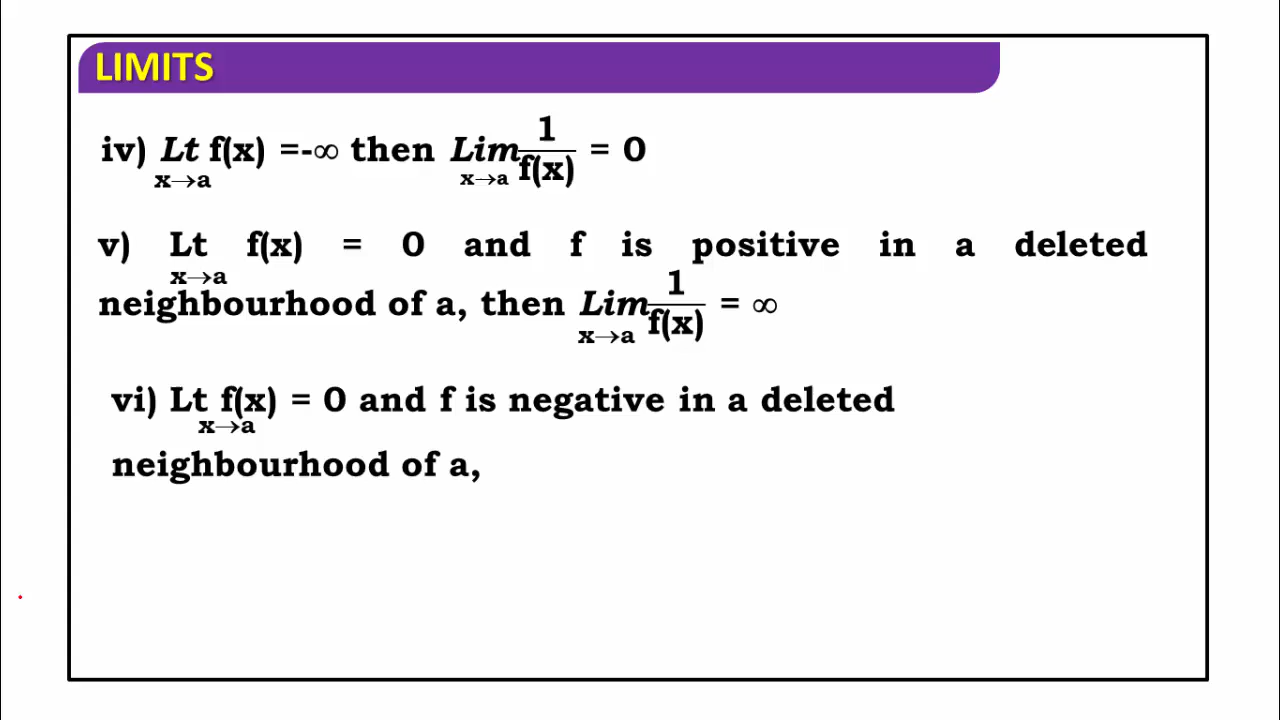 LIMITS
iv) Lt f(x) =-∞ then Lim 1/f(x) = 0
x→a x→a
v) Lt f(x) = 0 and f is positive in a deleted
x→a
neighbourhood of a, then Lim 1/f(x) = ∞
x→a
vi) Lt f(x) = 0 and f is negative in a deleted
x→a
neighbourhood of a,